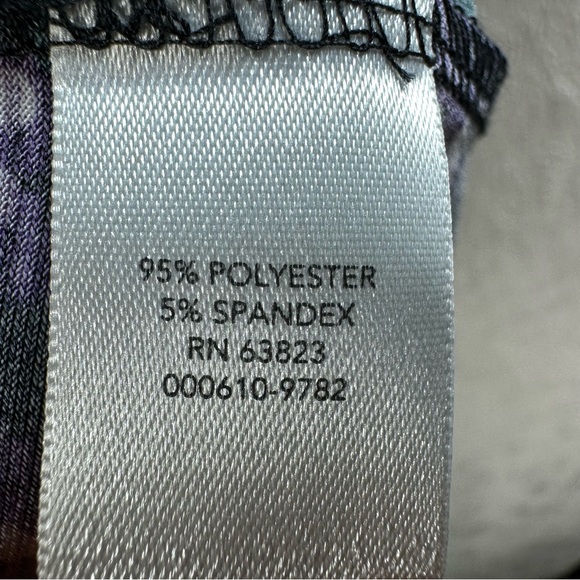 95% POLYESTER
5% SPANDEX
RN 63823
000610-9782